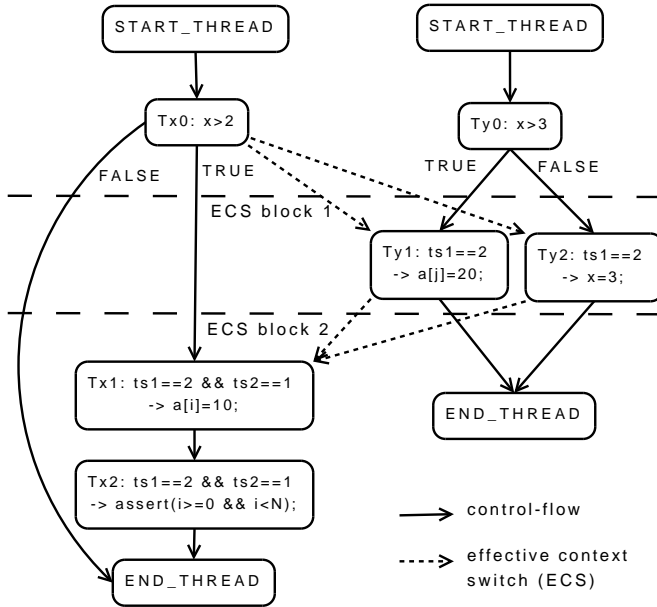 START_THREAD
START_THREAD
Tx0: x>2
Ty0: x>3
FALSE
TRUE
TRUE
FALSE
ECS block 1
Ty1: ts1==2
-> a[j]=20;
Ty2: ts1==2
-> x=3;
ECS block 2
Tx1: ts1==2 && ts2==1
-> a[i]=10;
END_THREAD
Tx2: ts1==2 && ts2==1
-> assert(i>=0 && i<N);
END_THREAD
control-flow
effective context
switch (ECS)